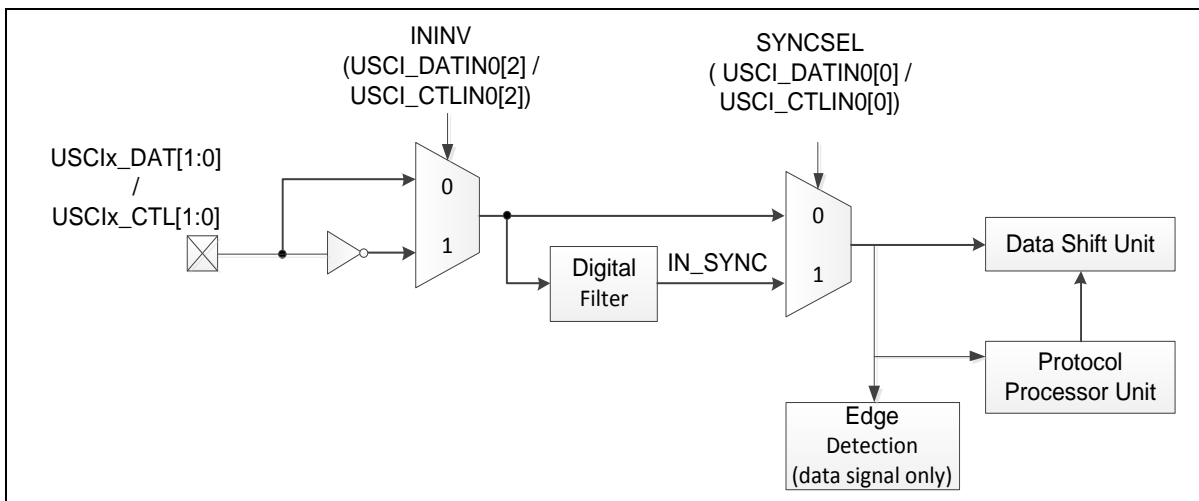 ININV
(USCI_DATIN0[2] /
USCI_CTLIN0[2])
SYNCSEL
( USCI_DATIN0[0] /
USCI_CTLIN0[0])
USCIx_DAT[1:0]
/
USCIx_CTL[1:0]
0
1
Digital
Filter
IN_SYNC
0
1
Data Shift Unit
Protocol
Processor Unit
Edge
Detection
(data signal only)